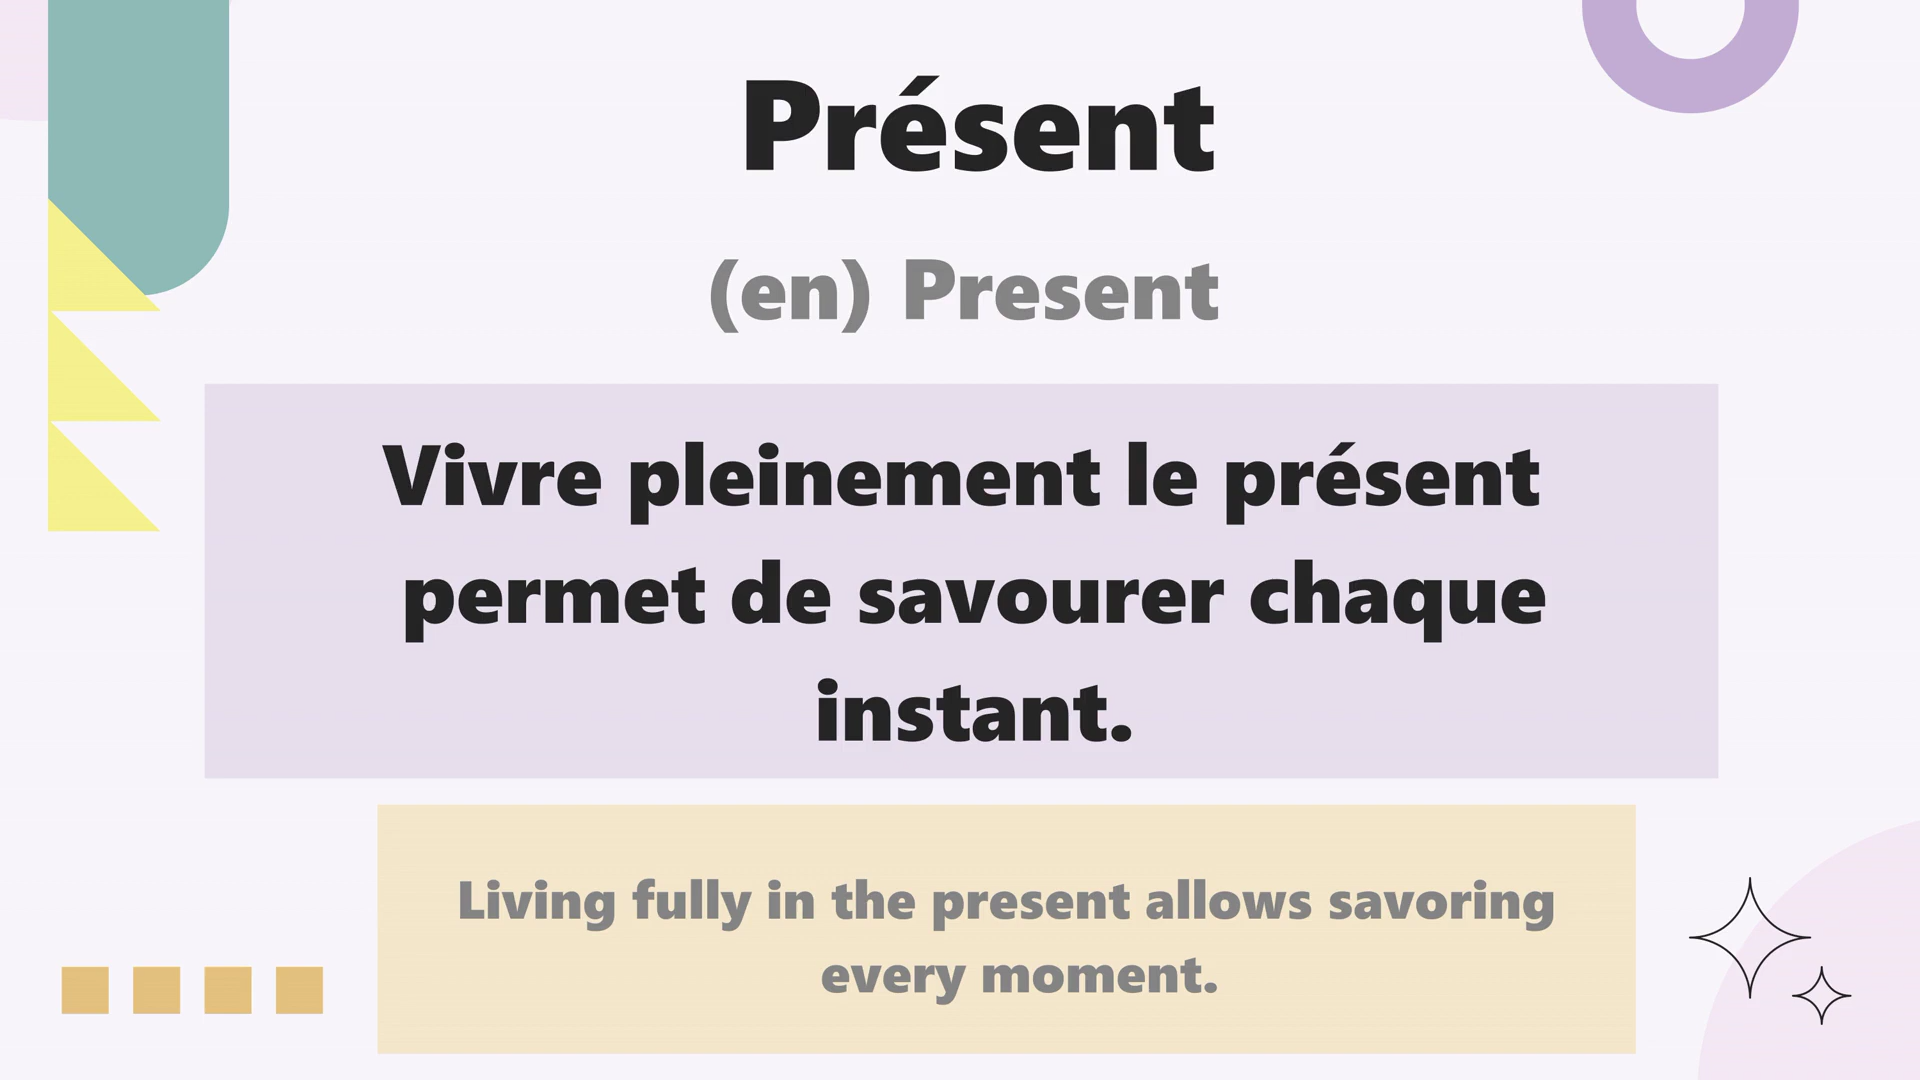 Présent
(en) Present
Vivre pleinement le présent
permet de savourer chaque
instant.
Living fully in the present allows savoring
every moment.